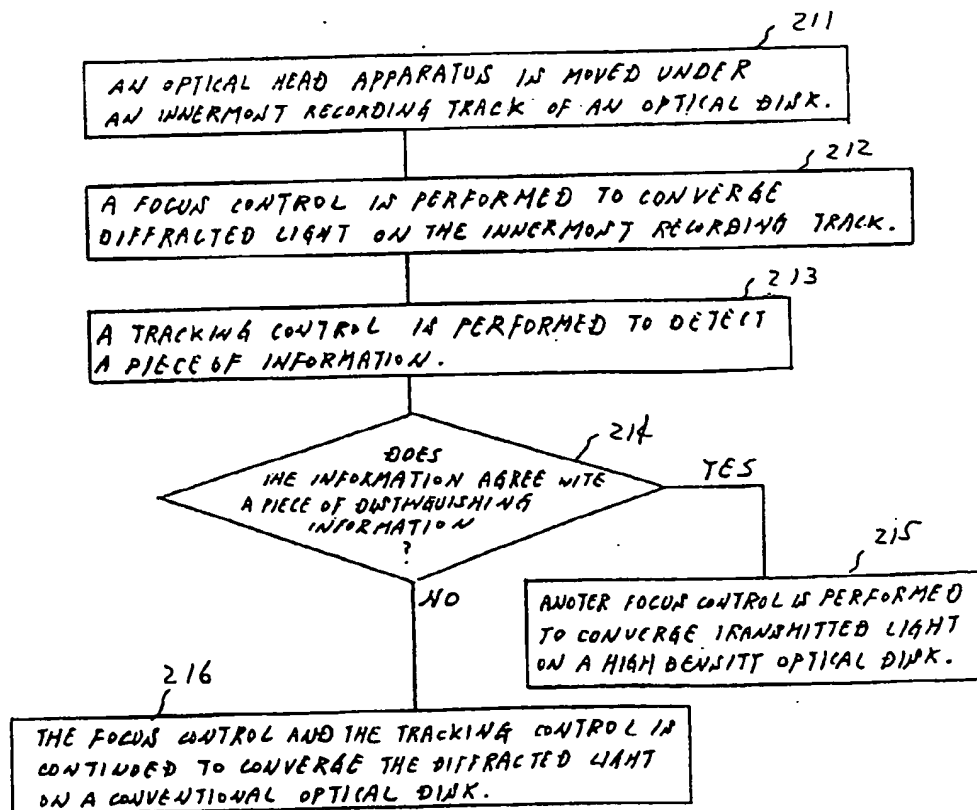 211
AN OPTICAL HEAD APPARATUS IS MOVED UNDER
AN INNERMOST RECORDING TRACK OF AN OPTICAL DISK.
212
A FOCUS CONTROL IS PERFORMED TO CONVERGE
DIFFRACTED LIGHT ON THE INNERMOST RECORDING TRACK.
213
A TRACKING CONTROL IS PERFORMED TO DETECT
A PIECE OF INFORMATION.
214
DOES
THE INFORMATION AGREE WITE
A PIECE OF DISTINGUISHING
INFORMATION
?
YES
NO
215
ANOTER FOCUS CONTROL IS PERFORMED
TO CONVERGE TRANSMITTED LIGHT
ON A HIGH DENSITT OPTICAL DISK.
216
THE FOCUS CONTROL AND THE TRACKING CONTROL IS
CONTINUED TO CONVERGE THE DIFFRACTED LIGHT
ON A CONVENTIONAL OPTICAL DISK.